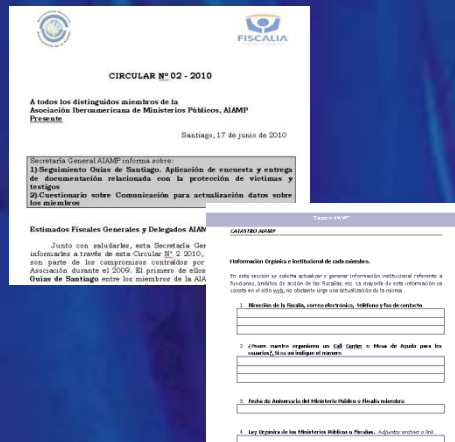 FISCALIA
CIRCULAR Nº 02 - 2010
A todos los distinguidos miembros de la
Asociación Iberoamericana de Ministerios Públicos, AIAMP
Presente
Santiago, 17 de junio de 2010
Secretaría General AIAMP informa sobre:
1)Seguimiento Guías de Santiago. Aplicación de encuesta y entrega
de documentación relacionada con la protección de víctimas y
testigos
2)Cuestionario sobre Comunicación para actualización datos sobre
los miembros
Estimados Fiscales Generales y Delegados AIAM
Junto con saludarles, esta Secretaría Ger
informarles a través de esta Circular Nº 2 2010,
son parte de los compromisos contraídos por
Asociación durante el 2009. El primero de ellos
Guías de Santiago entre los miembros de la AIA
"Catastro AIAMP"
CATASTRO AIAMP
I Información Orgánica e institucional de cada miembro.
En esta sección se solicita actualizar y generar información institucional referente a
funciones, ámbitos de acción de las Fiscalías, etc. La mayoría de esta información ya
consta en el sitio web, no obstante urge una actualización de la misma.
1 Dirección de la Fiscalía, correo electrónico, teléfono y fax de contacto.
2 ¿Posee vuestro organismo un Call Center o Mesa de Ayuda para los
usuarios?, Si es así indique el número
3 Fecha de Aniversario del Ministerio Público o Fiscalía miembro
4 Ley Orgánica de los Ministerios Públicos o Fiscalías. Adjuntar archivo o link